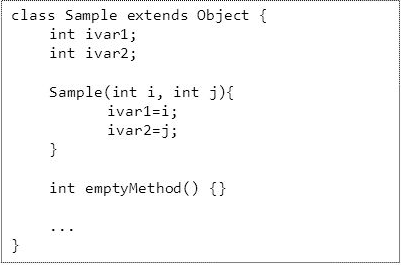 class Sample extends Object {
    int ivar1;
    int ivar2;

    Sample(int i, int j){
          ivar1=i;
          ivar2=j;
    }

    int emptyMethod() {}

    ...
}